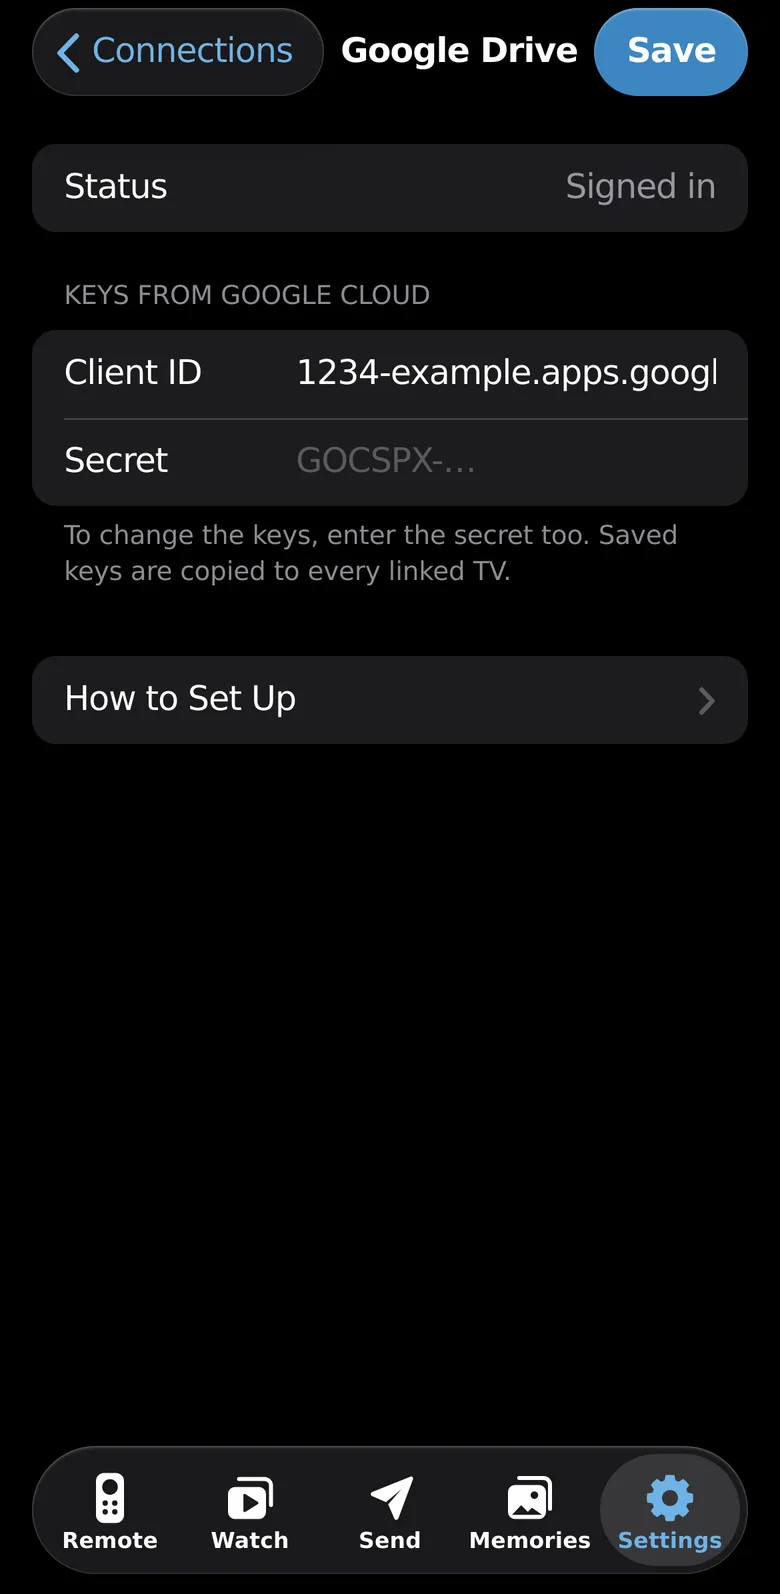 Connections
Google Drive
Save
Status
Signed in
KEYS FROM GOOGLE CLOUD
Client ID
1234-example.apps.googl
Secret
GOCSPX-…
To change the keys, enter the secret too. Saved
keys are copied to every linked TV.
How to Set Up
Remote
Watch
Send
Memories
Settings